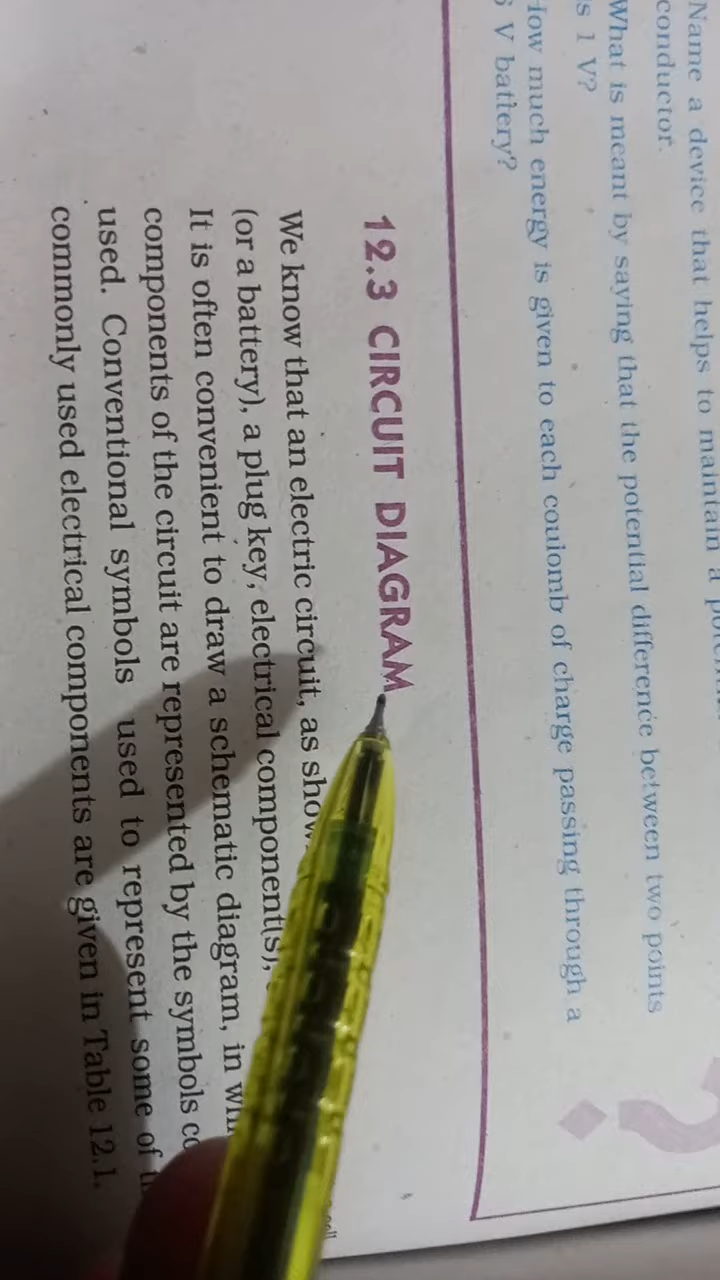 Name a device that helps to maintain a
conductor.
What is meant by saying that the potential difference between two points
is 1 V?
How much energy is given to each coulomb of charge passing through a
6 V battery?
12.3 CIRCUIT DIAGRAM
We know that an electric circuit, as
(or a battery), a plug key, electrical component(s),
It is often convenient to draw a schematic diagram, in
components of the circuit are represented by the symbols
used. Conventional symbols used to represent some of
commonly used electrical components are given in Table 12.1.